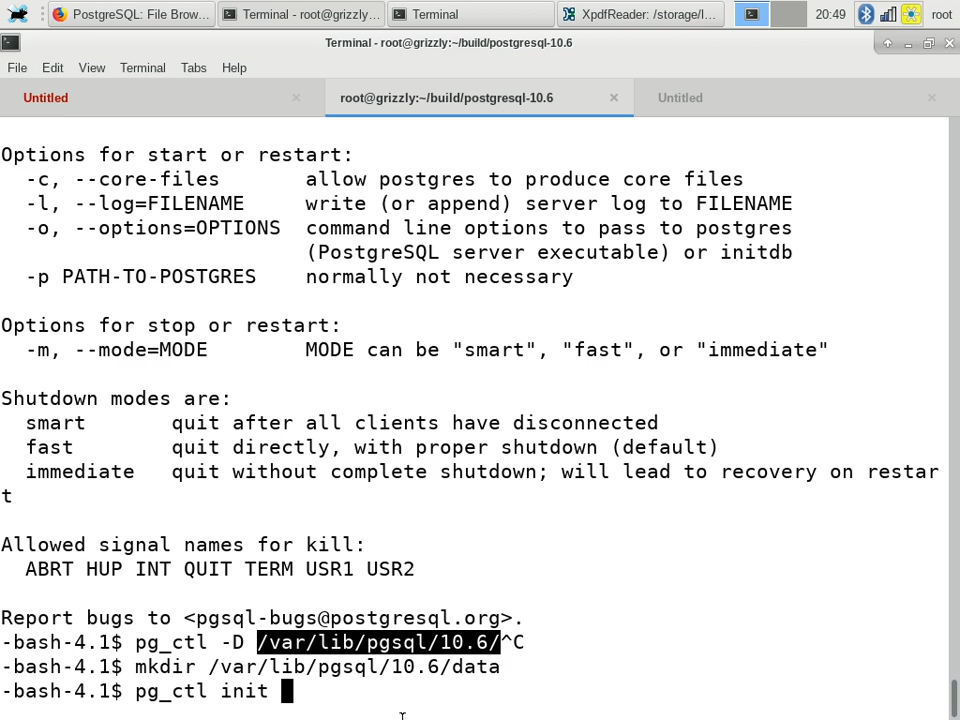 PostgreSQL: File Brow...
Terminal - root@grizzly:...
Terminal
XpdfReader: /storage/l...
20:49
root
Terminal - root@grizzly:~/build/postgresql-10.6
File Edit View Terminal Tabs Help
Untitled
root@grizzly:~/build/postgresql-10.6
Untitled
Options for start or restart:
-c, --core-files allow postgres to produce core files
-l, --log=FILENAME write (or append) server log to FILENAME
-o, --options=OPTIONS command line options to pass to postgres
(PostgreSQL server executable) or initdb
-p PATH-TO-POSTGRES normally not necessary
Options for stop or restart:
-m, --mode=MODE MODE can be "smart", "fast", or "immediate"
Shutdown modes are:
smart quit after all clients have disconnected
fast quit directly, with proper shutdown (default)
immediate quit without complete shutdown; will lead to recovery on restar
t
Allowed signal names for kill:
ABRT HUP INT QUIT TERM USR1 USR2
Report bugs to <pgsql-bugs@postgresql.org>.
-bash-4.1$ pg_ctl -D /var/lib/pgsql/10.6/^C
-bash-4.1$ mkdir /var/lib/pgsql/10.6/data
-bash-4.1$ pg_ctl init